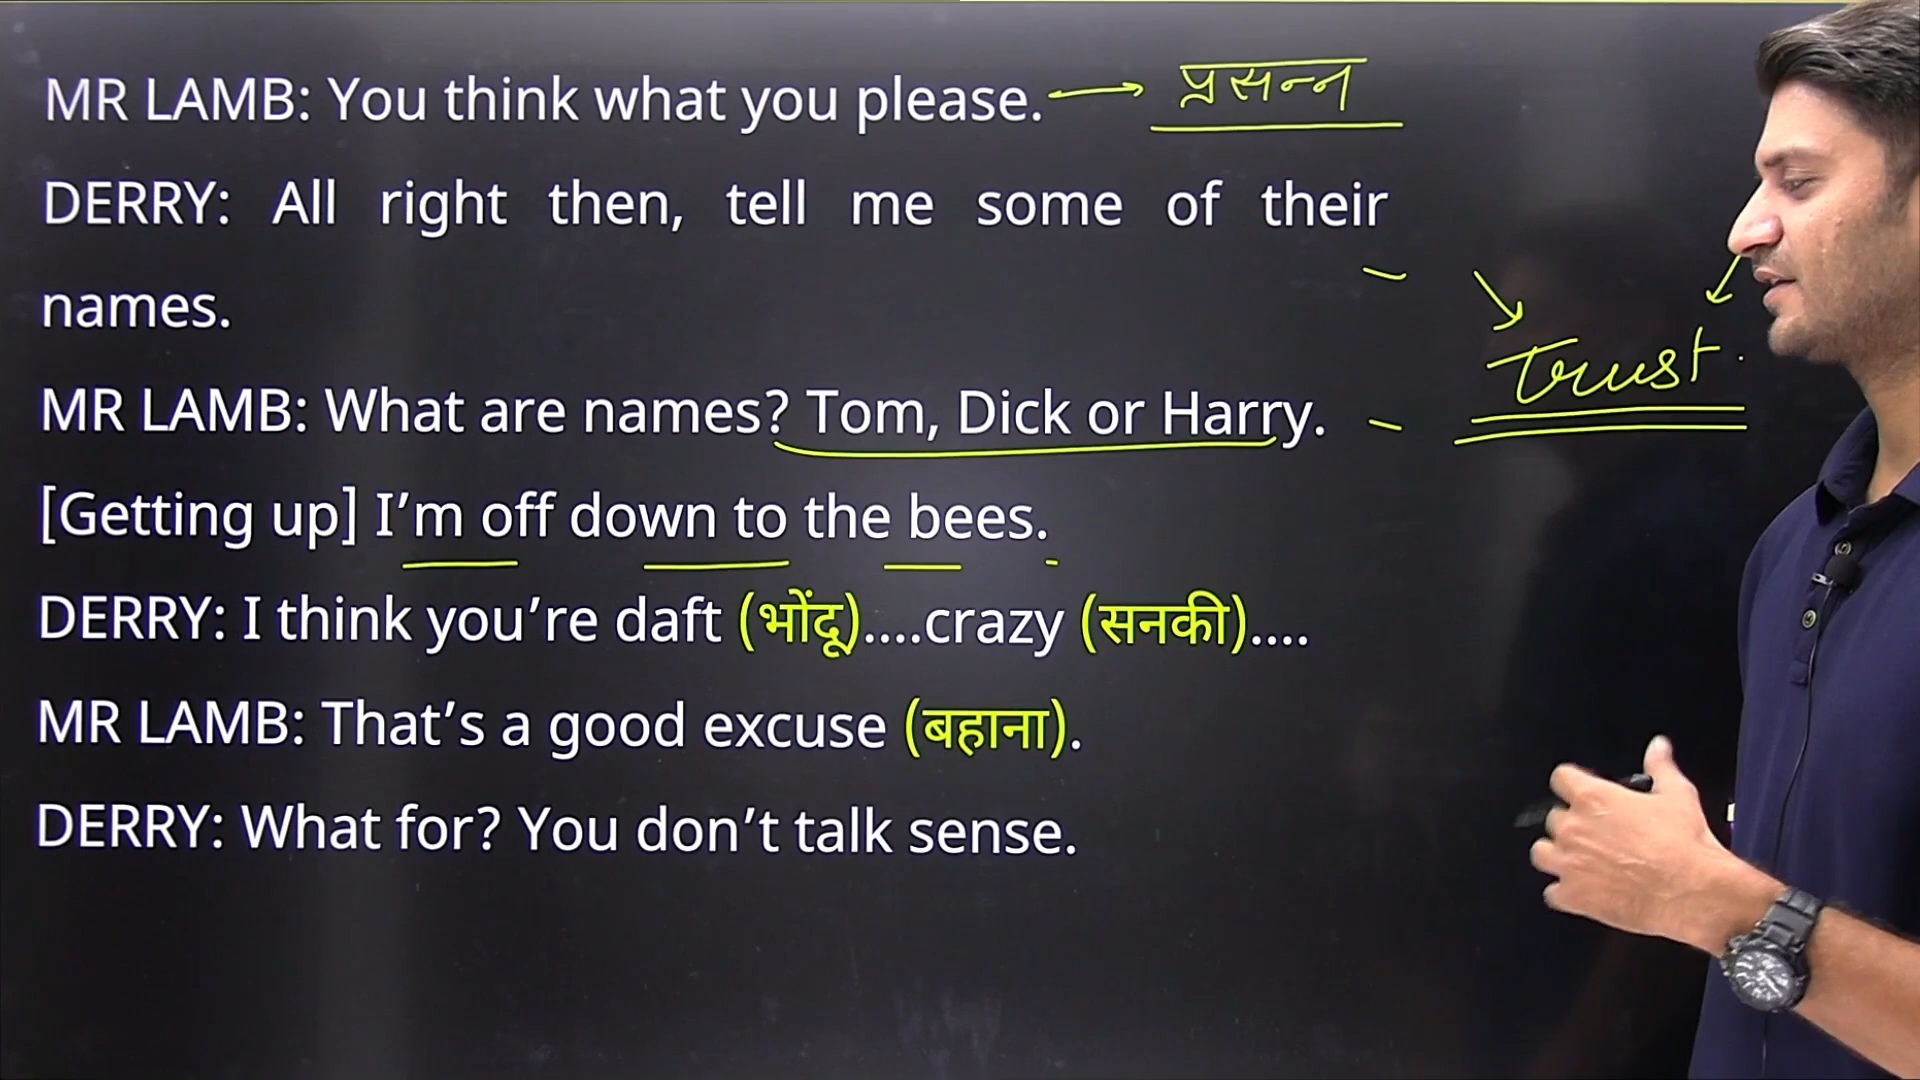 MR LAMB: You think what you please. → प्रसन्न
DERRY: All right then, tell me some of their
names.
Trust.
MR LAMB: What are names? Tom, Dick or Harry.
[Getting up] I’m off down to the bees.
DERRY: I think you’re daft (भोंदू)....crazy (सनकी)....
MR LAMB: That’s a good excuse (बहाना).
DERRY: What for? You don’t talk sense.